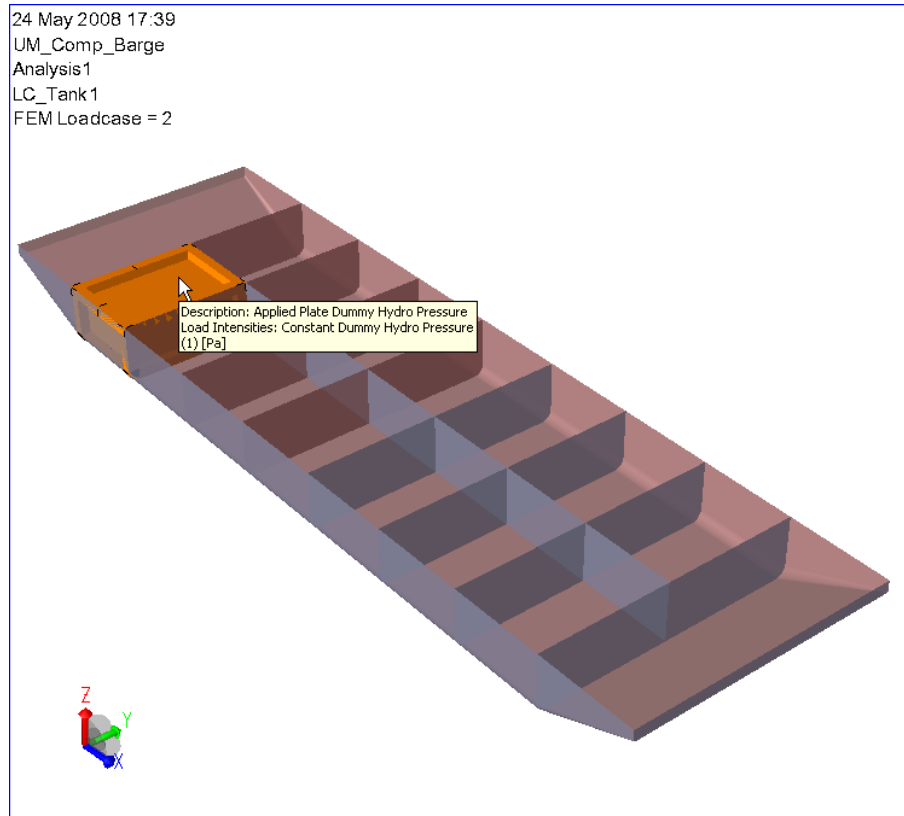 24 May 2008 17:39
UM_Comp_Barge
Analysis1
LC_Tank1
FEM Loadcase = 2
Description: Applied Plate Dummy Hydro Pressure
Load Intensities: Constant Dummy Hydro Pressure
(1) [Pa]
Z
Y
X